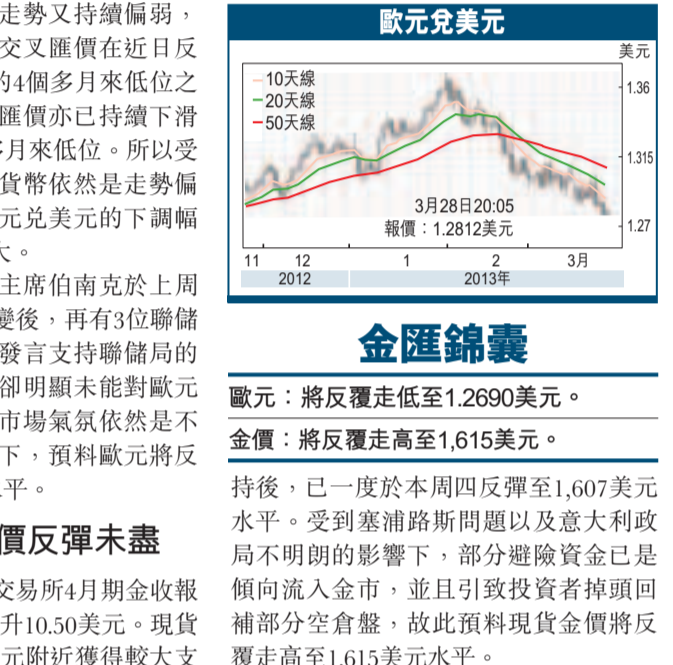 走勢又持續偏弱，
交叉匯價在近日反
的4個多月來低位之
匯價亦已持續下滑
月來低位。所以受
貨幣依然是走勢偏
元兌美元的下調幅
大。
主席伯南克於上周
變後，再有3位聯儲
發言支持聯儲局的
卻明顯未能對歐元
市場氣氛依然是不
下，預料歐元將反
平。
價反彈未盡
交易所4月期金收報
升10.50美元。現貨
元附近獲得較大支
歐元兌美元
美元
10天線
20天線
50天線
1.36
1.315
1.27
3月28日20:05
報價：1.2812美元
11 12 1 2 3月
2012 2013年
金匯錦囊
歐元：將反覆走低至1.2690美元。
金價：將反覆走高至1,615美元。
持後，已一度於本周四反彈至1,607美元
水平。受到塞浦路斯問題以及意大利政
局不明朗的影響下，部分避險資金已是
傾向流入金市，並且引致投資者掉頭回
補部分空倉盤，故此預料現貨金價將反
覆走高至1,615美元水平。